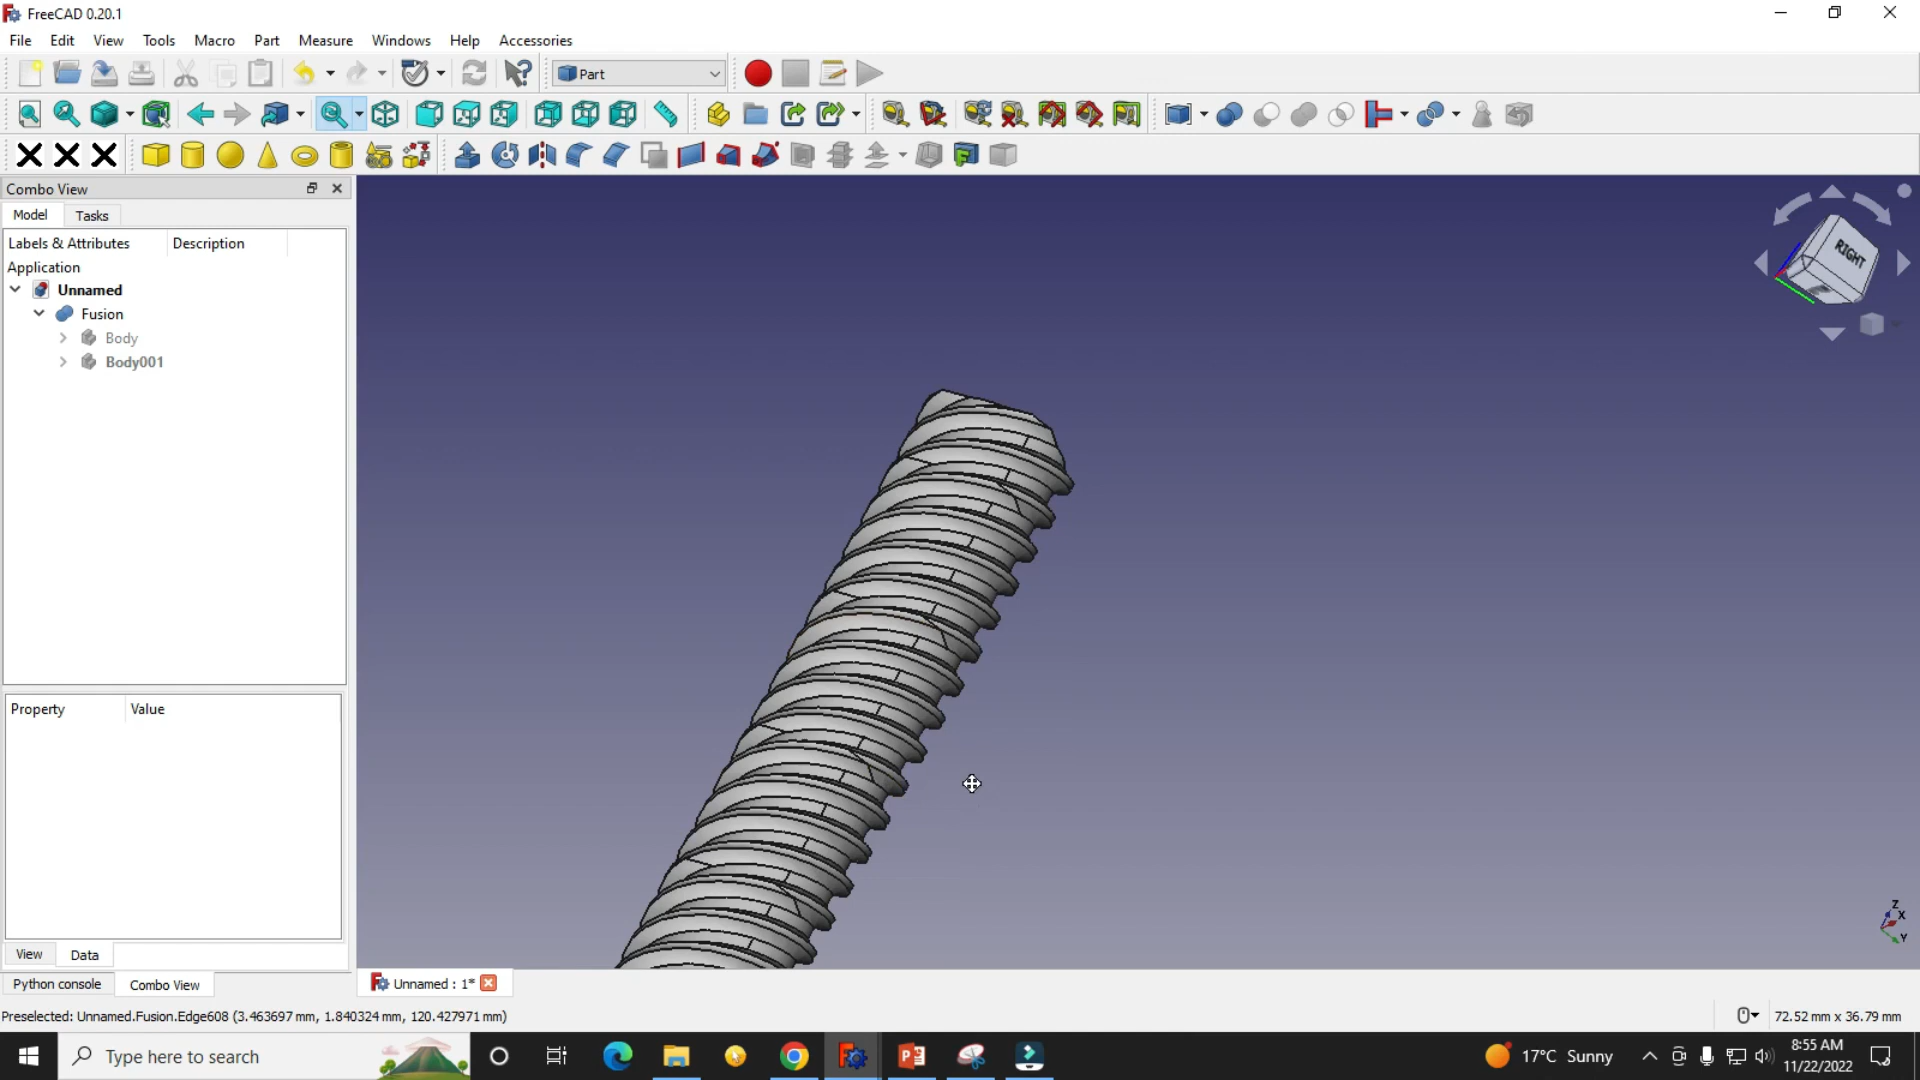 FreeCAD 0.20.1
File Edit View Tools Macro Part Measure Windows Help Accessories
Part
Combo View
Model Tasks
Labels & Attributes Description
Application
Unnamed
Fusion
Body
Body001
RIGHT
Property Value
View Data
Z
X
Y
Python console Combo View
Unnamed : 1*
Preselected: Unnamed.Fusion.Edge608 (3.463697 mm, 1.840324 mm, 120.427971 mm)
72.52 mm x 36.79 mm
Type here to search
17°C Sunny
8:55 AM
11/22/2022